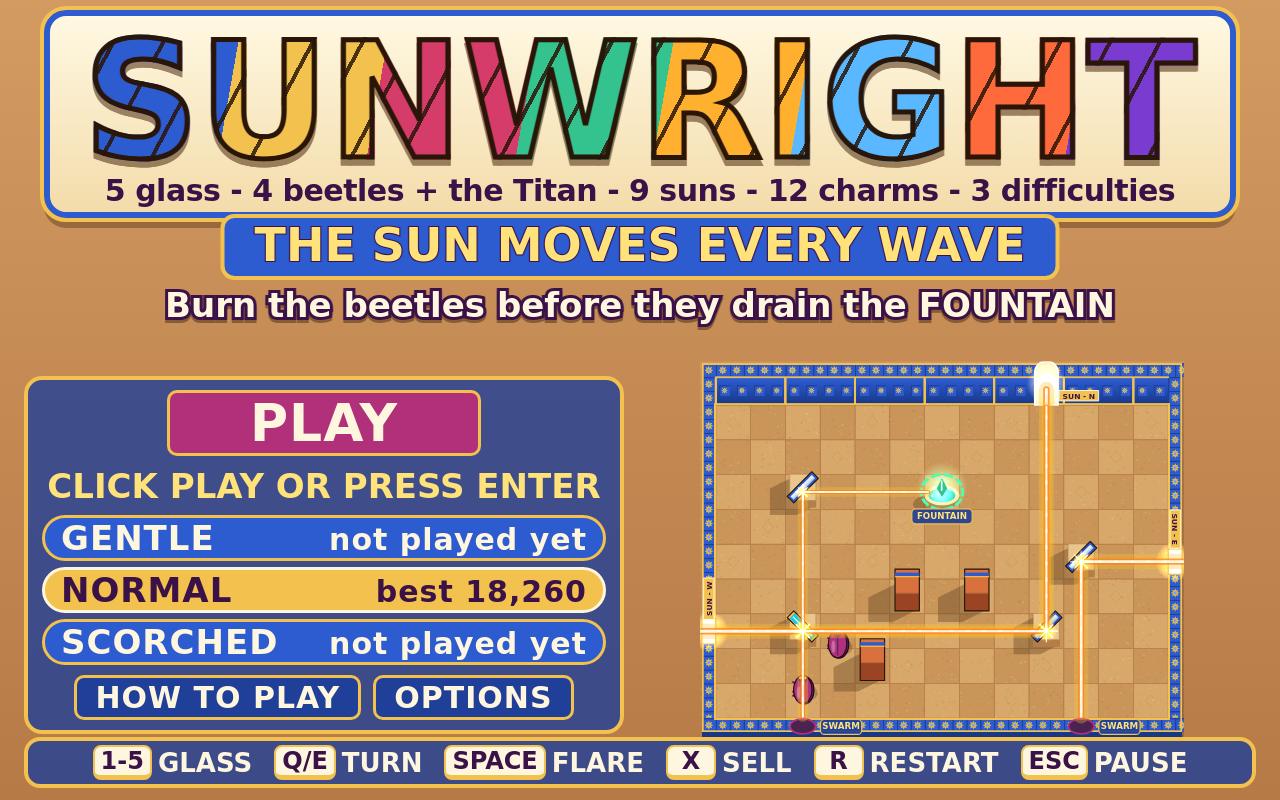 SUNWRIGHT
5 glass - 4 beetles + the Titan - 9 suns - 12 charms - 3 difficulties
THE SUN MOVES EVERY WAVE
Burn the beetles before they drain the FOUNTAIN
PLAY
CLICK PLAY OR PRESS ENTER
GENTLE not played yet
NORMAL best 18,260
SCORCHED not played yet
HOW TO PLAY OPTIONS
SUN - N
FOUNTAIN
SUN - E
SUN - W
SWARM SWARM
1-5 GLASS Q/E TURN SPACE FLARE X SELL R RESTART ESC PAUSE